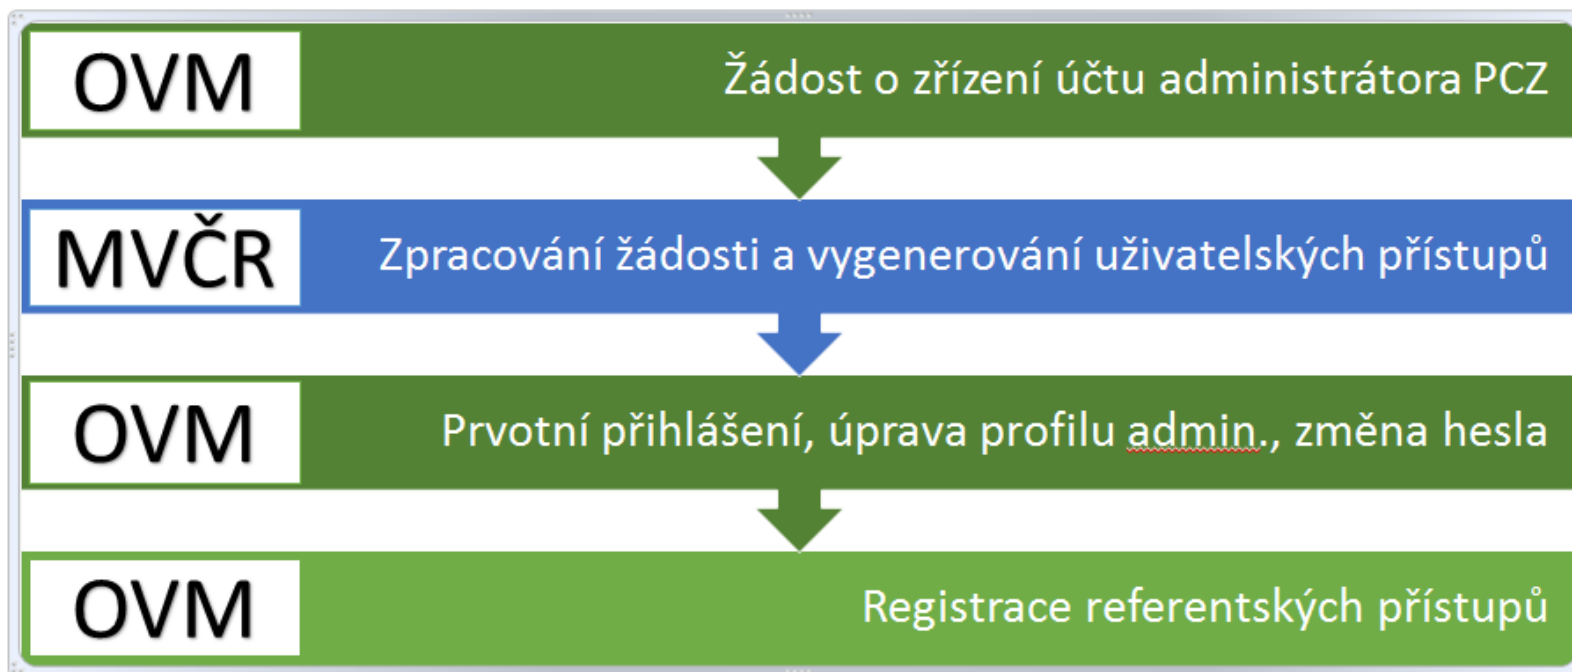 OVM
Žádost o zřízení účtu administrátora PCZ
MVČR
Zpracování žádosti a vygenerování uživatelských přístupů
OVM
Prvotní přihlášení, úprava profilu admin., změna hesla
OVM
Registrace referentských přístupů